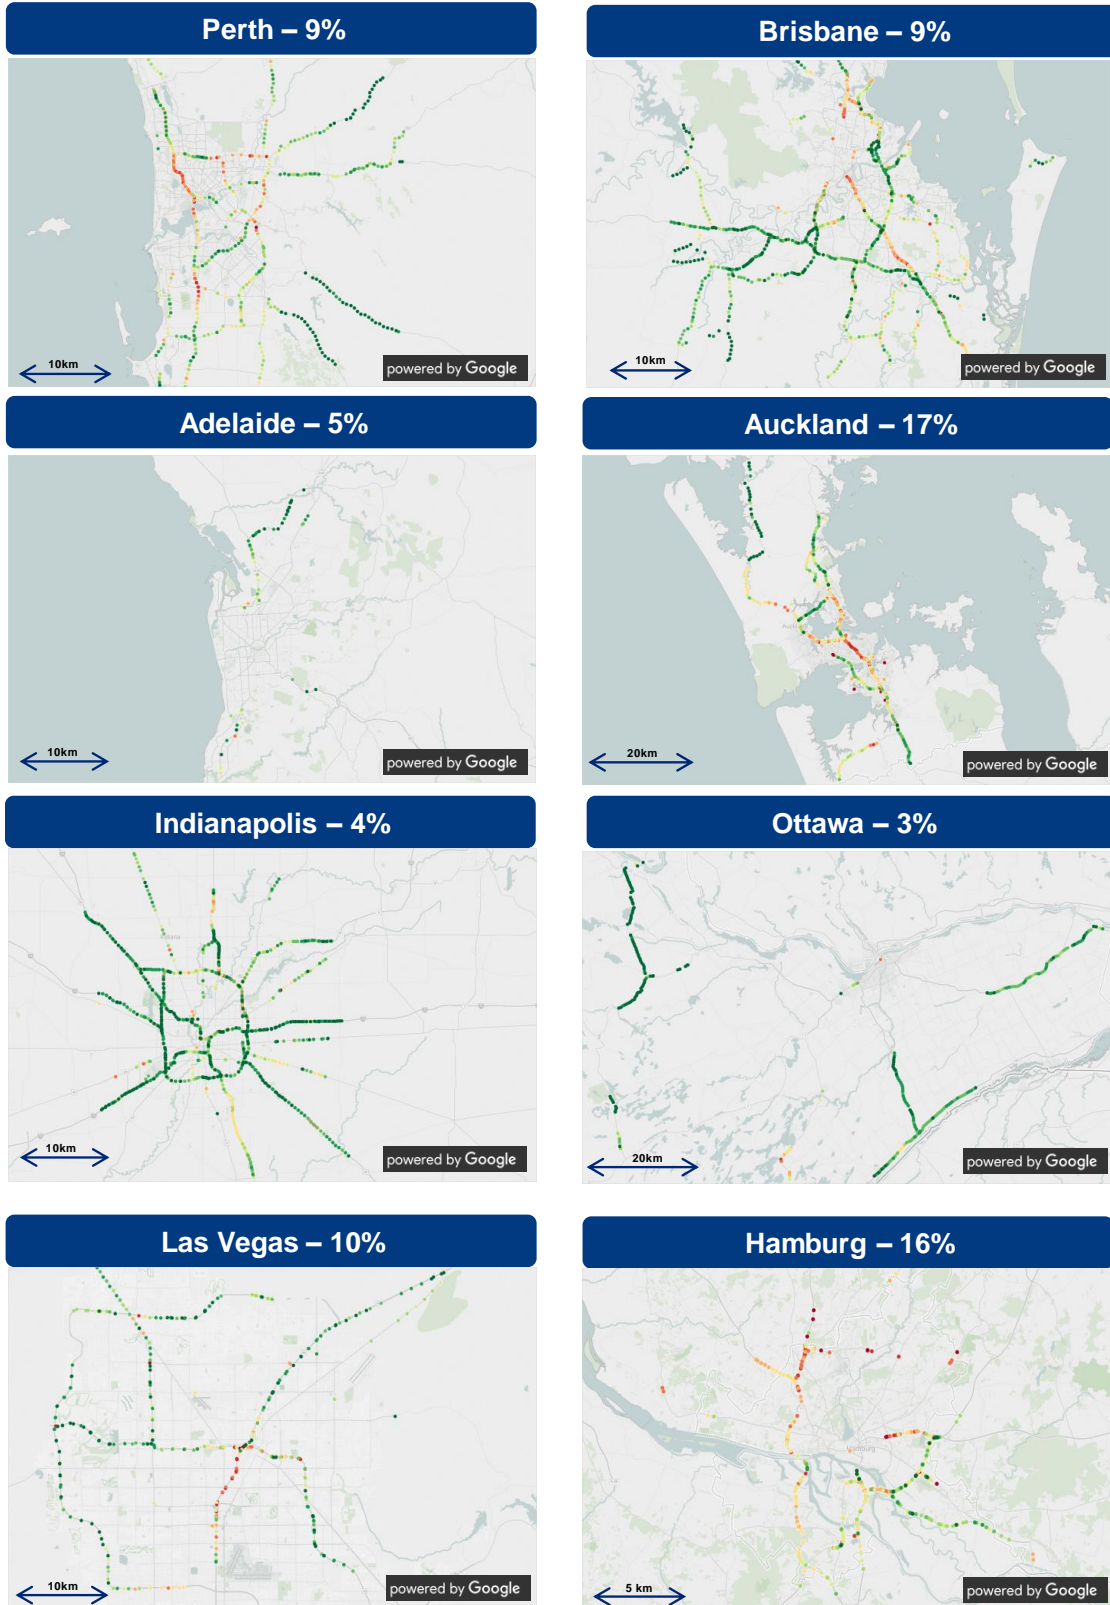 Perth – 9%
Brisbane – 9%
10km
powered by Google
10km
powered by Google
Adelaide – 5%
Auckland – 17%
10km
powered by Google
20km
powered by Google
Indianapolis – 4%
Ottawa – 3%
10km
powered by Google
20km
powered by Google
Las Vegas – 10%
Hamburg – 16%
10km
powered by Google
Hamburg
5 km
powered by Google